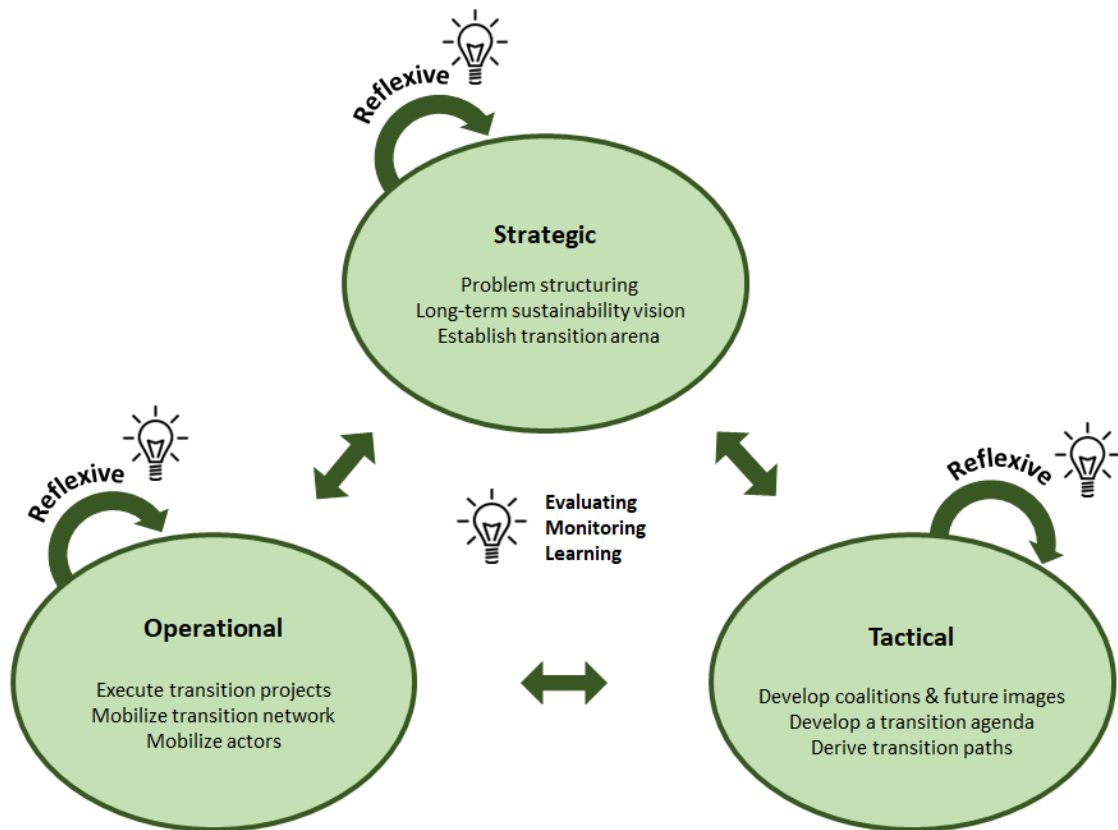 Reflexive
Strategic
Problem structuring
Long-term sustainability vision
Establish transition arena
Reflexive
Reflexive
Evaluating
Monitoring
Learning
Operational
Execute transition projects
Mobilize transition network
Mobilize actors
Tactical
Develop coalitions & future images
Develop a transition agenda
Derive transition paths